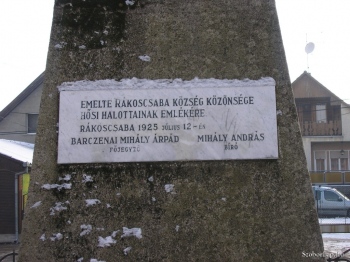 EMELTE RÁKOSCSABA KÖZSÉG KÖZÖNSÉGE
HŐSI HALOTTAINAK EMLÉKÉRE
RÁKOSCSABA 1925 JÚLIUS 12-ÉN
BARCZENAI MIHÁLY ÁRPÁD MIHÁLY ANDRÁS
FŐJEGYZŐ BÍRÓ